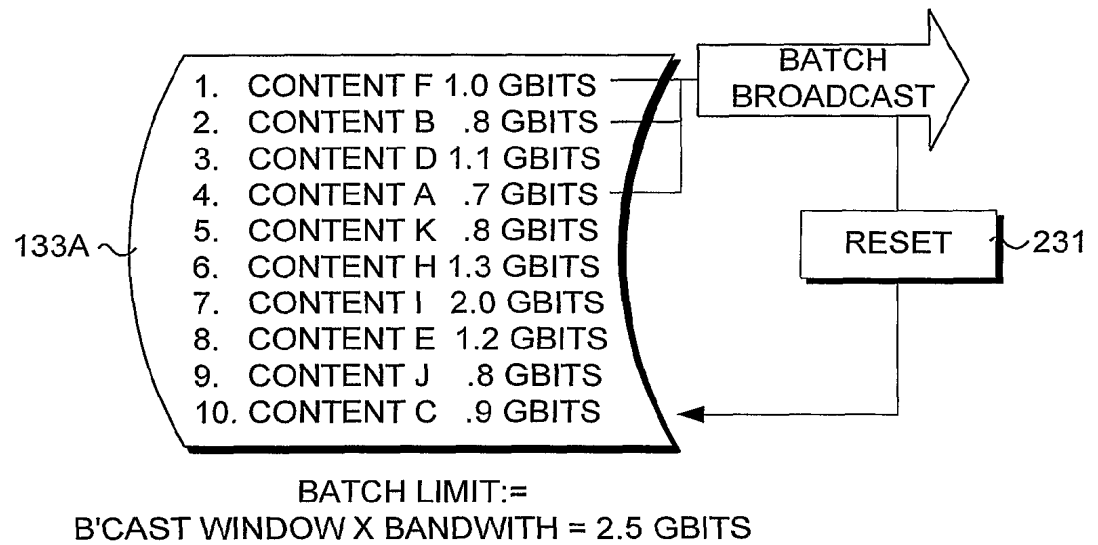 BATCH
BROADCAST
1. CONTENT F 1.0 GBITS
2. CONTENT B .8 GBITS
3. CONTENT D 1.1 GBITS
4. CONTENT A .7 GBITS
5. CONTENT K .8 GBITS
6. CONTENT H 1.3 GBITS
7. CONTENT I 2.0 GBITS
8. CONTENT E 1.2 GBITS
9. CONTENT J .8 GBITS
10. CONTENT C .9 GBITS
133A
RESET
231
BATCH LIMIT:=
B'CAST WINDOW X BANDWITH = 2.5 GBITS